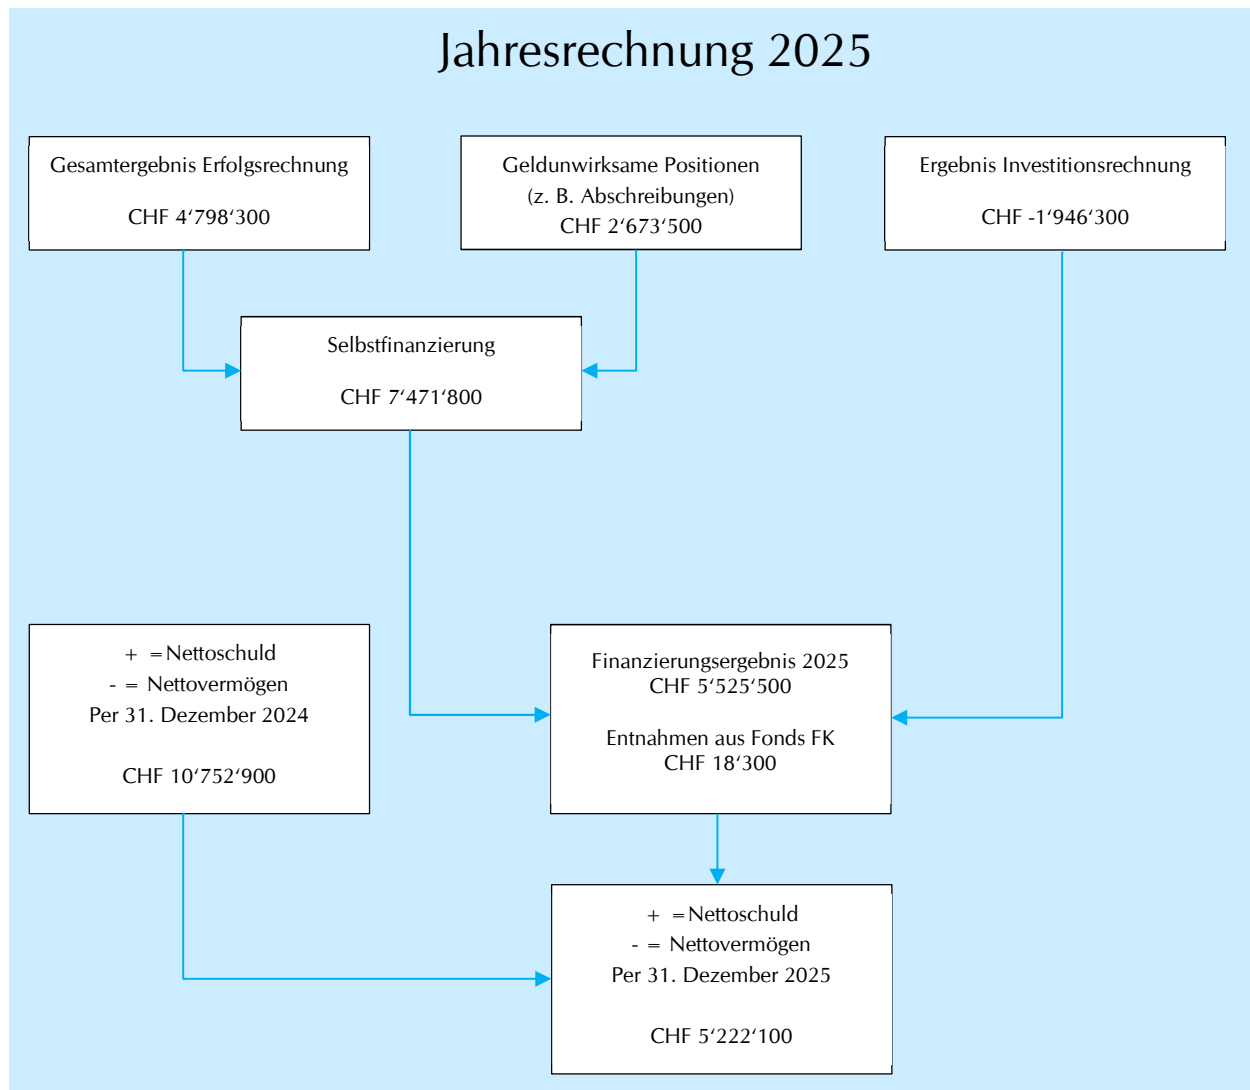 Jahresrechnung 2025
Gesamtergebnis Erfolgsrechnung
CHF 4‘798‘300
Geldunwirksame Positionen
(z. B. Abschreibungen)
CHF 2‘673‘500
Ergebnis Investitionsrechnung
CHF -1‘946‘300
Selbstfinanzierung
CHF 7‘471‘800
+ =Nettoschuld
- = Nettovermögen
Per 31. Dezember 2024
CHF 10‘752‘900
Finanzierungsergebnis 2025
CHF 5‘525‘500
Entnahmen aus Fonds FK
CHF 18‘300
+ =Nettoschuld
- = Nettovermögen
Per 31. Dezember 2025
CHF 5‘222‘100